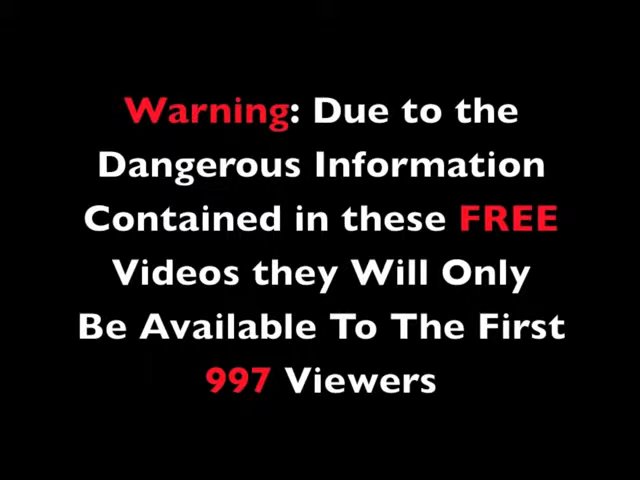 Warning: Due to the
Dangerous Information
Contained in these FREE
Videos they Will Only
Be Available To The First
997 Viewers